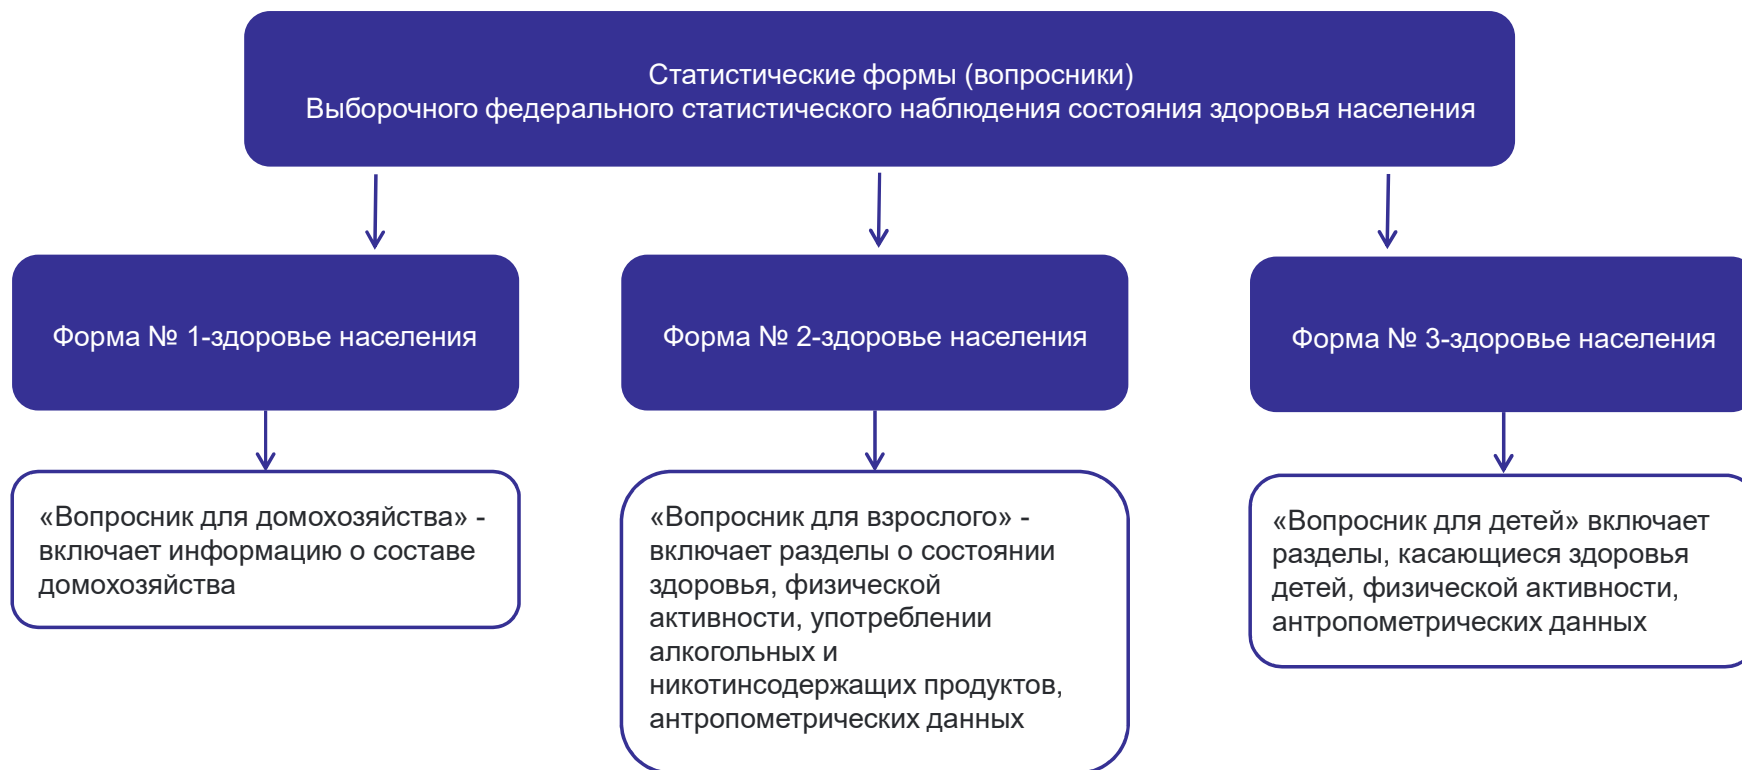 Статистические формы (вопросники)
Выборочного федерального статистического наблюдения состояния здоровья населения
Форма № 1-здоровье населения
Форма № 2-здоровье населения
Форма № 3-здоровье населения
«Вопросник для домохозяйства» -
включает информацию о составе
домохозяйства
«Вопросник для взрослого» -
включает разделы о состоянии
здоровья, физической
активности, употреблении
алкогольных и
никотинсодержащих продуктов,
антропометрических данных
«Вопросник для детей» включает
разделы, касающиеся здоровья
детей, физической активности,
антропометрических данных